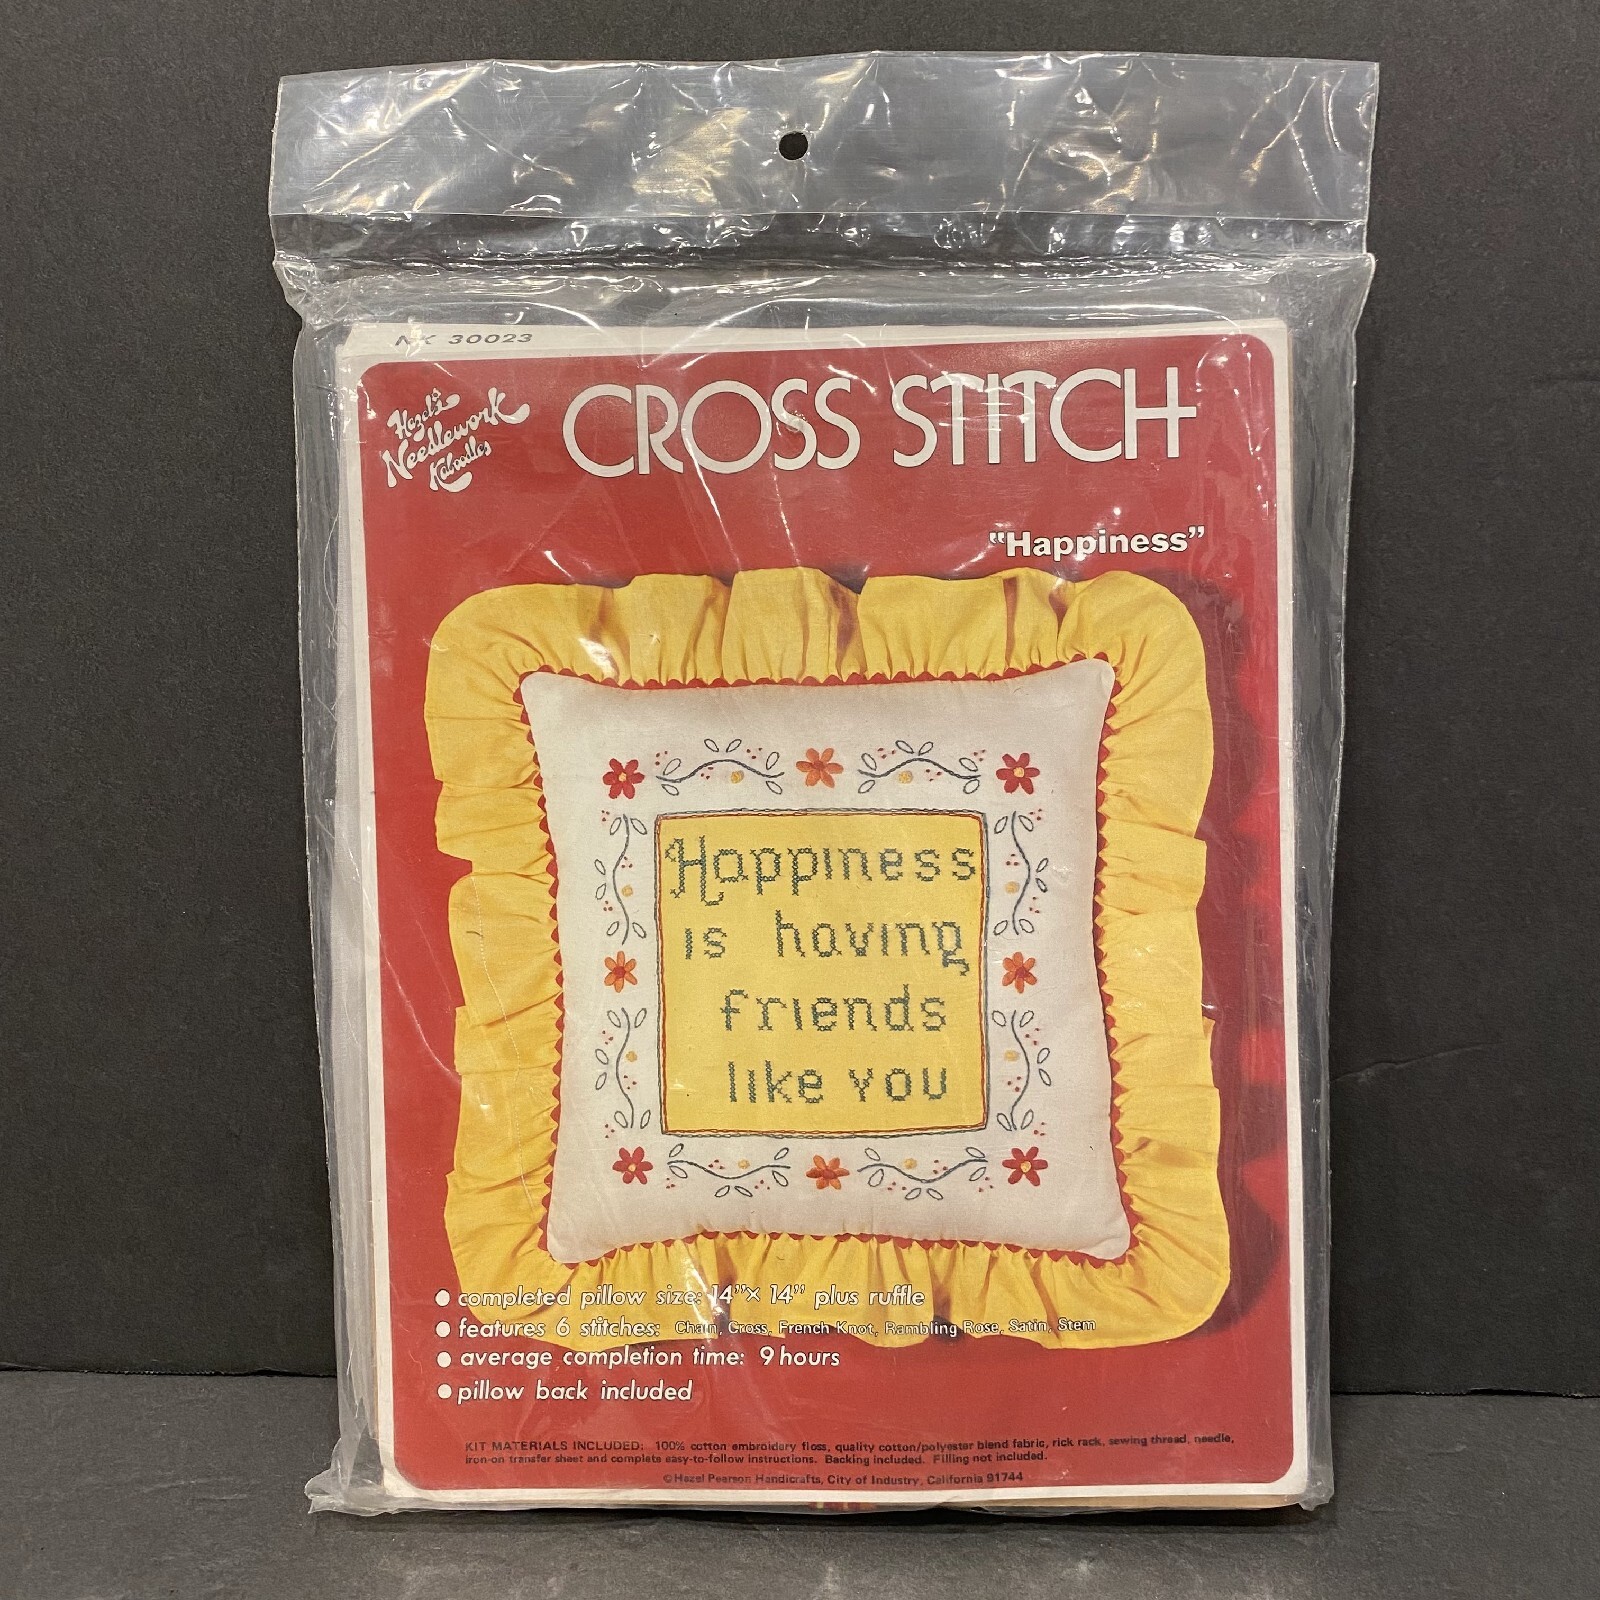 NK 30023
Hazel's
Needlework
Kaboodles
CROSS STITCH
"Happiness"
Happiness
is having
friends
like you
● completed pillow size: 14"x 14" plus ruffle
● features 6 stitches: Chain, Cross, French Knot, Rambling Rose, Satin, Stem
● average completion time: 9 hours
● pillow back included
KIT MATERIALS INCLUDED: 100% cotton embroidery floss, quality cotton/polyester blend fabric, rick rack, sewing thread, needle,
iron-on transfer sheet and complete easy-to-follow instructions. Backing included. Filling not included.
©Hazel Pearson Handicrafts, City of Industry, California 91744